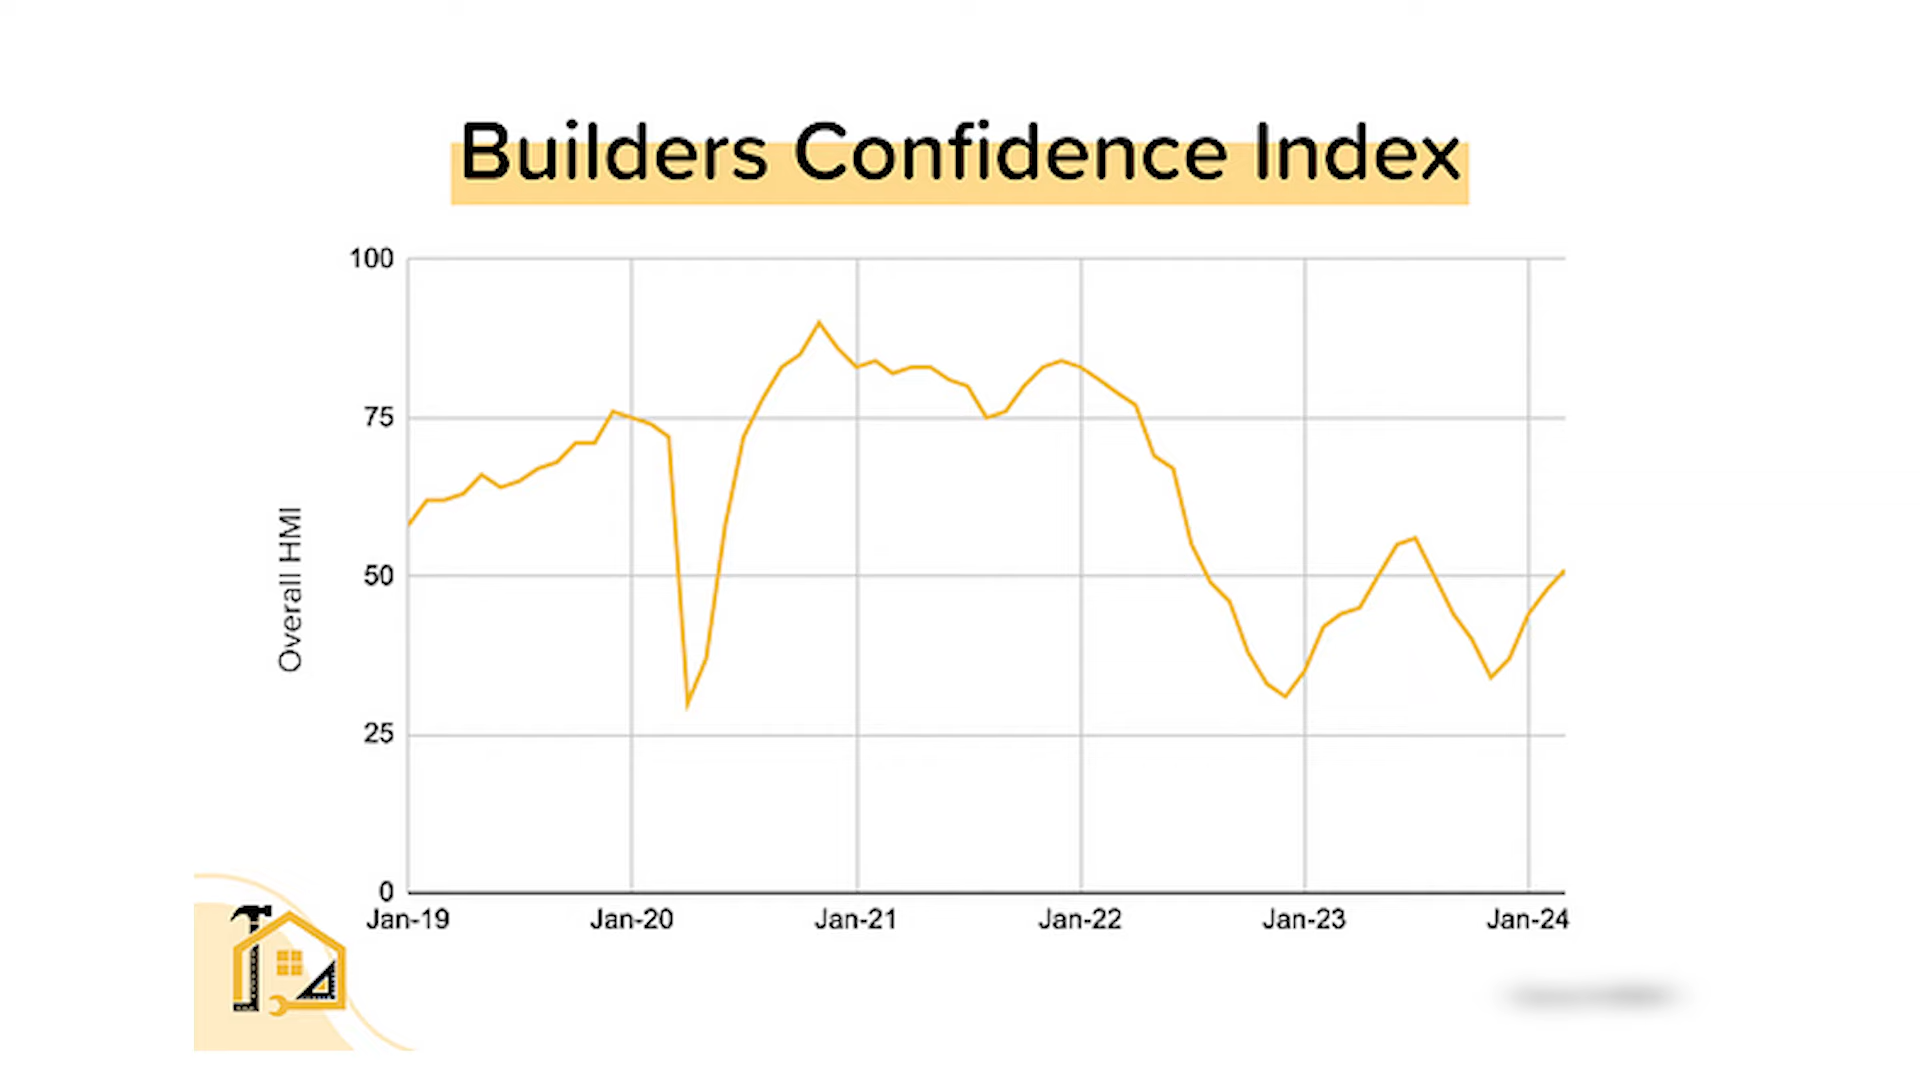 Builders Confidence Index
100
75
50
25
0
Overall HMI
Jan-19
Jan-20
Jan-21
Jan-22
Jan-23
Jan-24